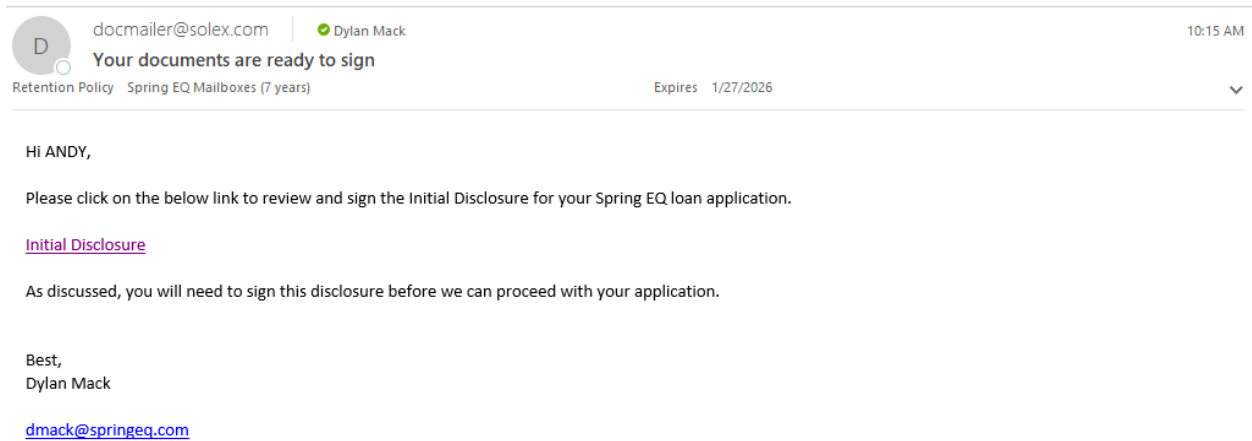 D
docmailer@solex.com
Dylan Mack
10:15 AM
Your documents are ready to sign
Retention Policy Spring EQ Mailboxes (7 years) Expires 1/27/2026
Hi ANDY,
Please click on the below link to review and sign the Initial Disclosure for your Spring EQ loan application.
Initial Disclosure
As discussed, you will need to sign this disclosure before we can proceed with your application.
Best,
Dylan Mack
dmack@springeq.com